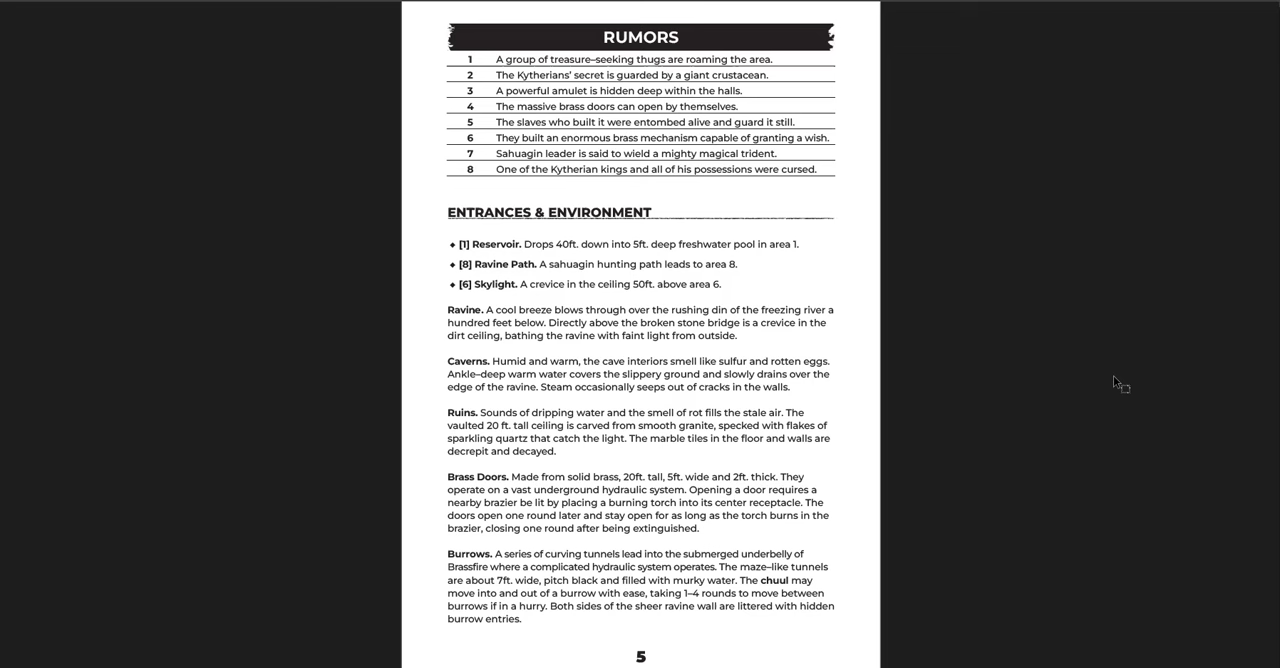 RUMORS
1 A group of treasure–seeking thugs are roaming the area.
2 The Kytherians' secret is guarded by a giant crustacean.
3 A powerful amulet is hidden deep within the halls.
4 The massive brass doors can open by themselves.
5 The slaves who built it were entombed alive and guard it still.
6 They built an enormous brass mechanism capable of granting a wish.
7 Sahuagin leader is said to wield a mighty magical trident.
8 One of the Kytherian kings and all of his possessions were cursed.
ENTRANCES & ENVIRONMENT
◆ [1] Reservoir. Drops 40ft. down into 5ft. deep freshwater pool in area 1.
◆ [8] Ravine Path. A sahuagin hunting path leads to area 8.
◆ [6] Skylight. A crevice in the ceiling 50ft. above area 6.
Ravine. A cool breeze blows through over the rushing din of the freezing river a
hundred feet below. Directly above the broken stone bridge is a crevice in the
dirt ceiling, bathing the ravine with faint light from outside.
Caverns. Humid and warm, the cave interiors smell like sulfur and rotten eggs.
Ankle–deep warm water covers the slippery ground and slowly drains over the
edge of the ravine. Steam occasionally seeps out of cracks in the walls.
Ruins. Sounds of dripping water and the smell of rot fills the stale air. The
vaulted 20 ft. tall ceiling is carved from smooth granite, specked with flakes of
sparkling quartz that catch the light. The marble tiles in the floor and walls are
decrepit and decayed.
Brass Doors. Made from solid brass, 20ft. tall, 5ft. wide and 2ft. thick. They
operate on a vast underground hydraulic system. Opening a door requires a
nearby brazier be lit by placing a burning torch into its center receptacle. The
doors open one round later and stay open for as long as the torch burns in the
brazier, closing one round after being extinguished.
Burrows. A series of curving tunnels lead into the submerged underbelly of
Brassfire where a complicated hydraulic system operates. The maze–like tunnels
are about 7ft. wide, pitch black and filled with murky water. The chuul may
move into and out of a burrow with ease, taking 1–4 rounds to move between
burrows if in a hurry. Both sides of the sheer ravine wall are littered with hidden
burrow entries.
5